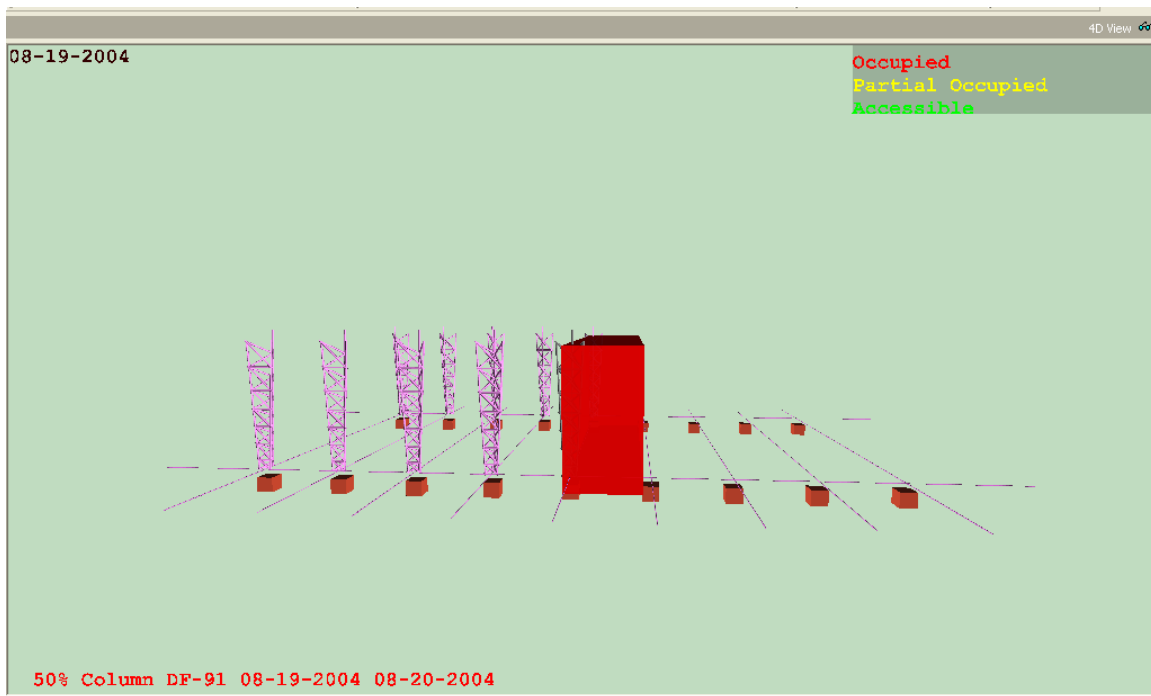 4D View
08-19-2004
Occupied
Partial Occupied
Accessible
50% Column DF-91 08-19-2004 08-20-2004